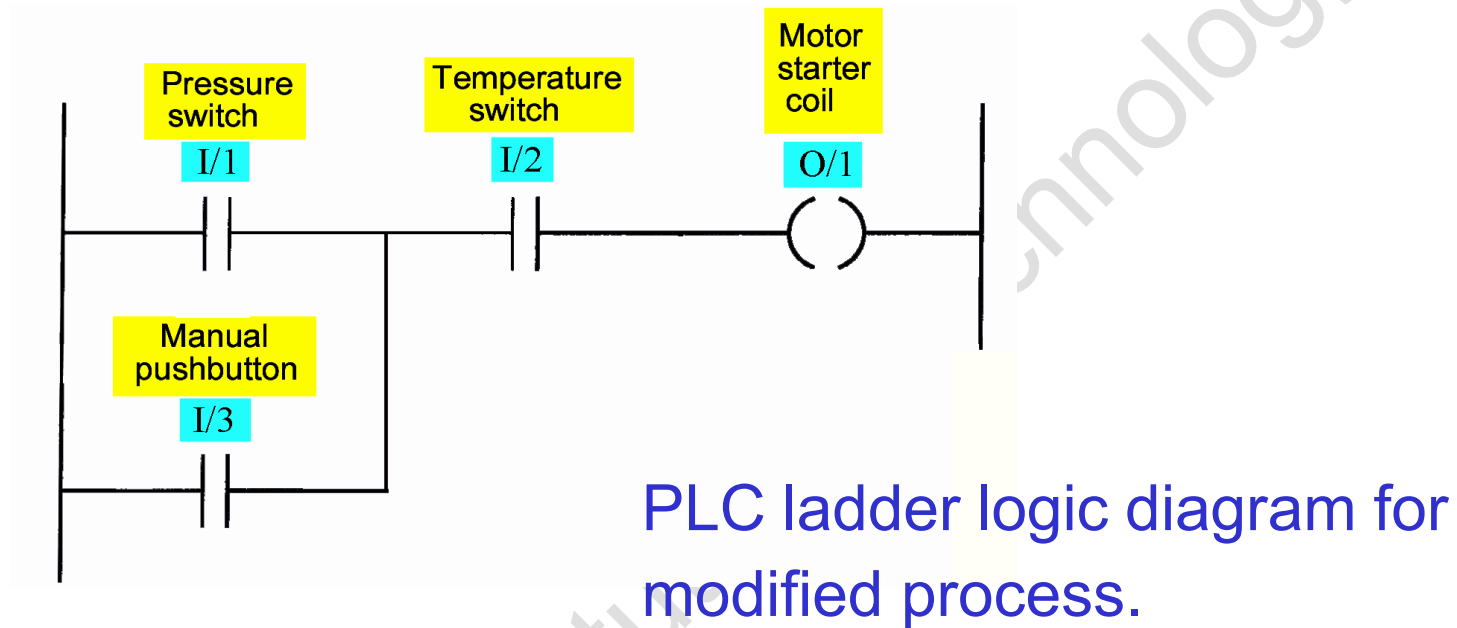 Pressure
switch
I/1
Temperature
switch
I/2
Motor
starter
coil
O/1
Manual
pushbutton
I/3
PLC ladder logic diagram for
modified process.